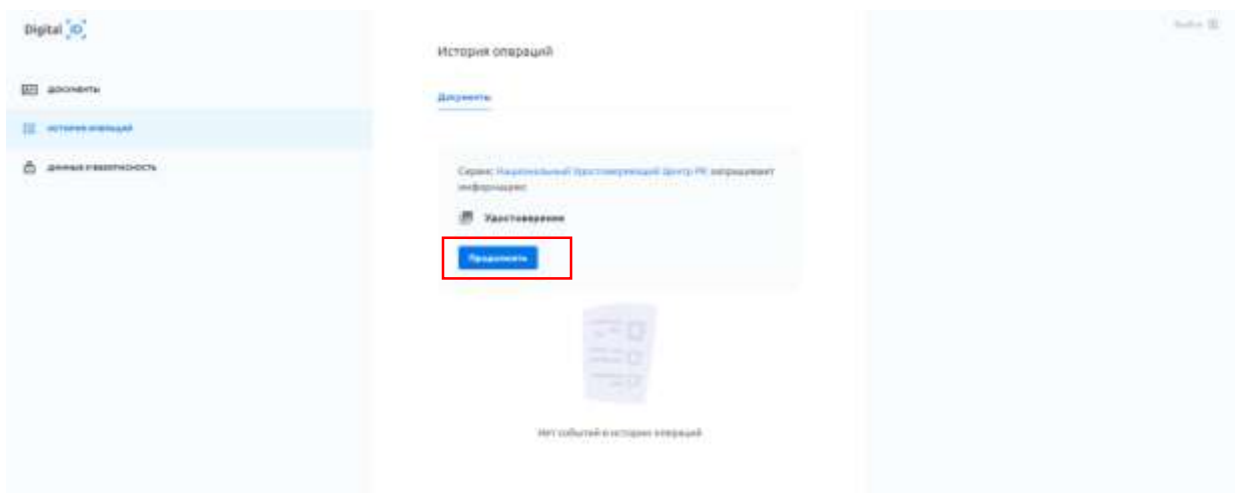 Digital ID
Выйти
История операций
ДОКУМЕНТЫ
Документы
ИСТОРИЯ ОПЕРАЦИЙ
ДАННЫЕ И БЕЗОПАСНОСТЬ
Сервис Национальный Удостоверяющий Центр РК запрашивает
информацию:
Удостоверение
Продолжить
Нет событий в истории операций